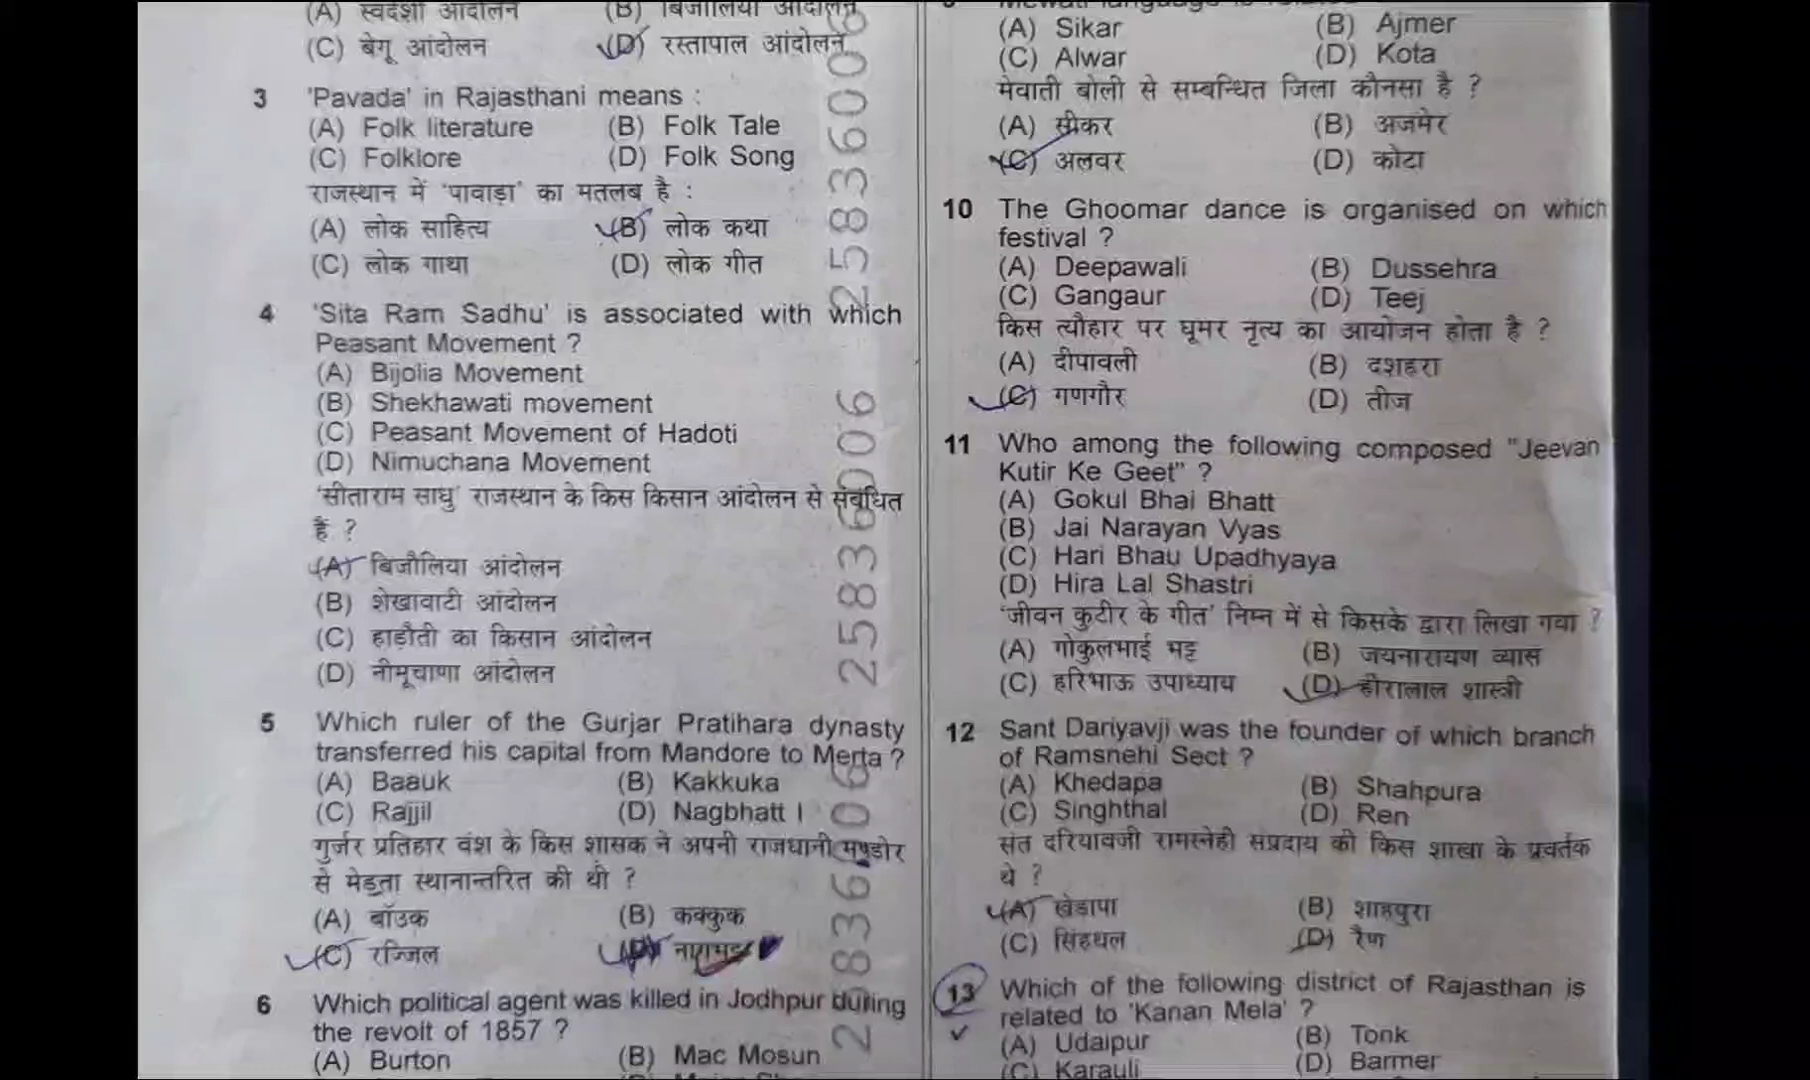 (A) स्वदेशी आंदोलन (B) बिजौलिया आंदोलन
(C) बेगू आंदोलन (D) रस्तापाल आंदोलन
3 'Pavada' in Rajasthani means :
(A) Folk literature (B) Folk Tale
(C) Folklore (D) Folk Song
राजस्थान में 'पावाड़ा' का मतलब है :
(A) लोक साहित्य (B) लोक कथा
(C) लोक गाथा (D) लोक गीत
4 'Sita Ram Sadhu' is associated with which
Peasant Movement ?
(A) Bijolia Movement
(B) Shekhawati movement
(C) Peasant Movement of Hadoti
(D) Nimuchana Movement
'सीताराम साधु' राजस्थान के किस किसान आंदोलन से संबंधित
है ?
(A) बिजौलिया आंदोलन
(B) शेखावाटी आंदोलन
(C) हाड़ौती का किसान आंदोलन
(D) नीमूचाणा आंदोलन
5 Which ruler of the Gurjar Pratihara dynasty
transferred his capital from Mandore to Merta ?
(A) Baauk (B) Kakkuka
(C) Rajjil (D) Nagbhatt I
गुर्जर प्रतिहार वंश के किस शासक ने अपनी राजधानी मण्डोर
से मेड़ता स्थानान्तरित की थी ?
(A) बॉउक (B) कक्कुक
(C) रज्जिल (D)
6 Which political agent was killed in Jodhpur during
the revolt of 1857 ?
(A) Burton (B) Mac Mosun
258360006
258360006
(A) Sikar (B) Ajmer
(C) Alwar (D) Kota
मेवाती बोली से सम्बन्धित जिला कौनसा है ?
(A) सीकर (B) अजमेर
(C) अलवर (D) कोटा
10 The Ghoomar dance is organised on which
festival ?
(A) Deepawali (B) Dussehra
(C) Gangaur (D) Teej
किस त्यौहार पर घूमर नृत्य का आयोजन होता है ?
(A) दीपावली (B) दशहरा
(C) गणगौर (D) तीज
11 Who among the following composed "Jeevan
Kutir Ke Geet" ?
(A) Gokul Bhai Bhatt
(B) Jai Narayan Vyas
(C) Hari Bhau Upadhyaya
(D) Hira Lal Shastri
'जीवन कुटीर के गीत' निम्न में से किसके द्वारा लिखा गया ?
(A) गोकुलभाई भट्ट (B) जयनारायण व्यास
(C) हरिभाऊ उपाध्याय (D) हीरालाल शास्त्री
12 Sant Dariyavji was the founder of which branch
of Ramsnehi Sect ?
(A) Khedapa (B) Shahpura
(C) Singhthal (D) Ren
संत दरियावजी रामस्नेही संप्रदाय की किस शाखा के प्रवर्तक
थे ?
(A) खेडापा (B) शाहपुरा
(C) सिंहथल (D) रैण
13 Which of the following district of Rajasthan is
related to 'Kanan Mela' ?
(A) Udaipur (B) Tonk
(C) Karauli (D) Barmer